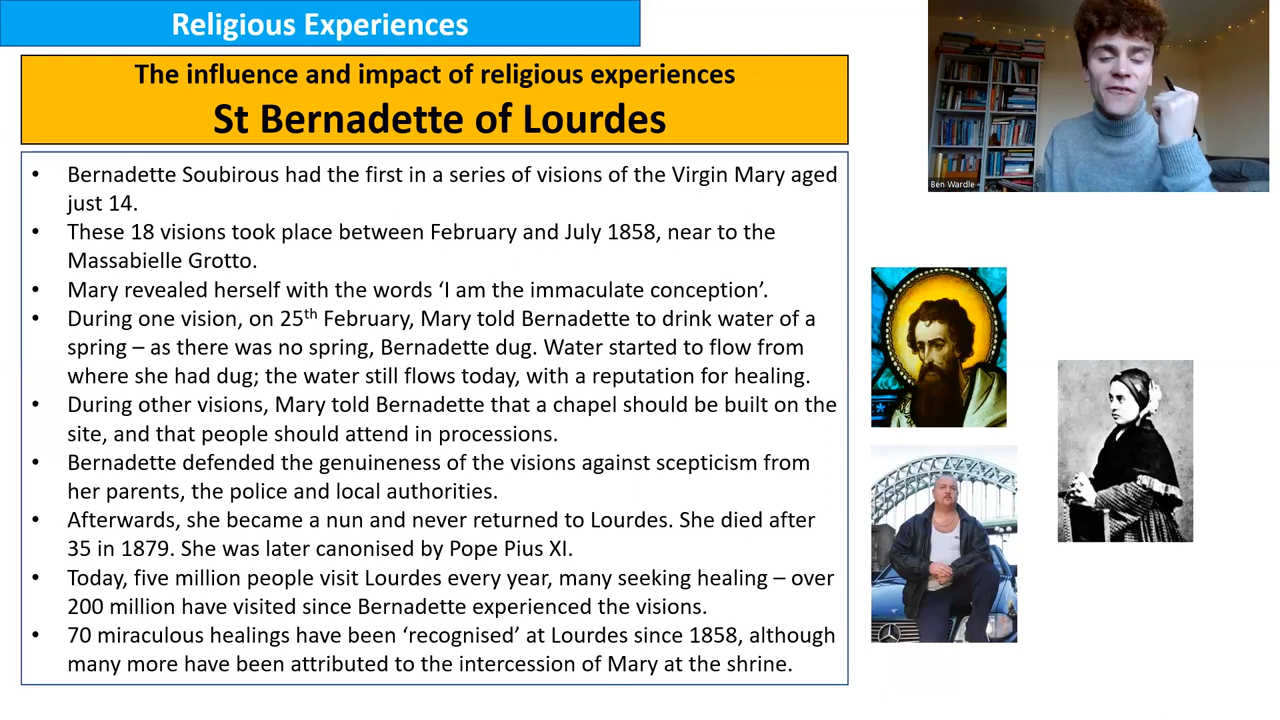 Religious Experiences
The influence and impact of religious experiences
St Bernadette of Lourdes
• Bernadette Soubirous had the first in a series of visions of the Virgin Mary aged
just 14.
• These 18 visions took place between February and July 1858, near to the
Massabielle Grotto.
• Mary revealed herself with the words ‘I am the immaculate conception’.
• During one vision, on 25th February, Mary told Bernadette to drink water of a
spring – as there was no spring, Bernadette dug. Water started to flow from
where she had dug; the water still flows today, with a reputation for healing.
• During other visions, Mary told Bernadette that a chapel should be built on the
site, and that people should attend in processions.
• Bernadette defended the genuineness of the visions against scepticism from
her parents, the police and local authorities.
• Afterwards, she became a nun and never returned to Lourdes. She died after
35 in 1879. She was later canonised by Pope Pius XI.
• Today, five million people visit Lourdes every year, many seeking healing – over
200 million have visited since Bernadette experienced the visions.
• 70 miraculous healings have been ‘recognised’ at Lourdes since 1858, although
many more have been attributed to the intercession of Mary at the shrine.
Ben Wardle